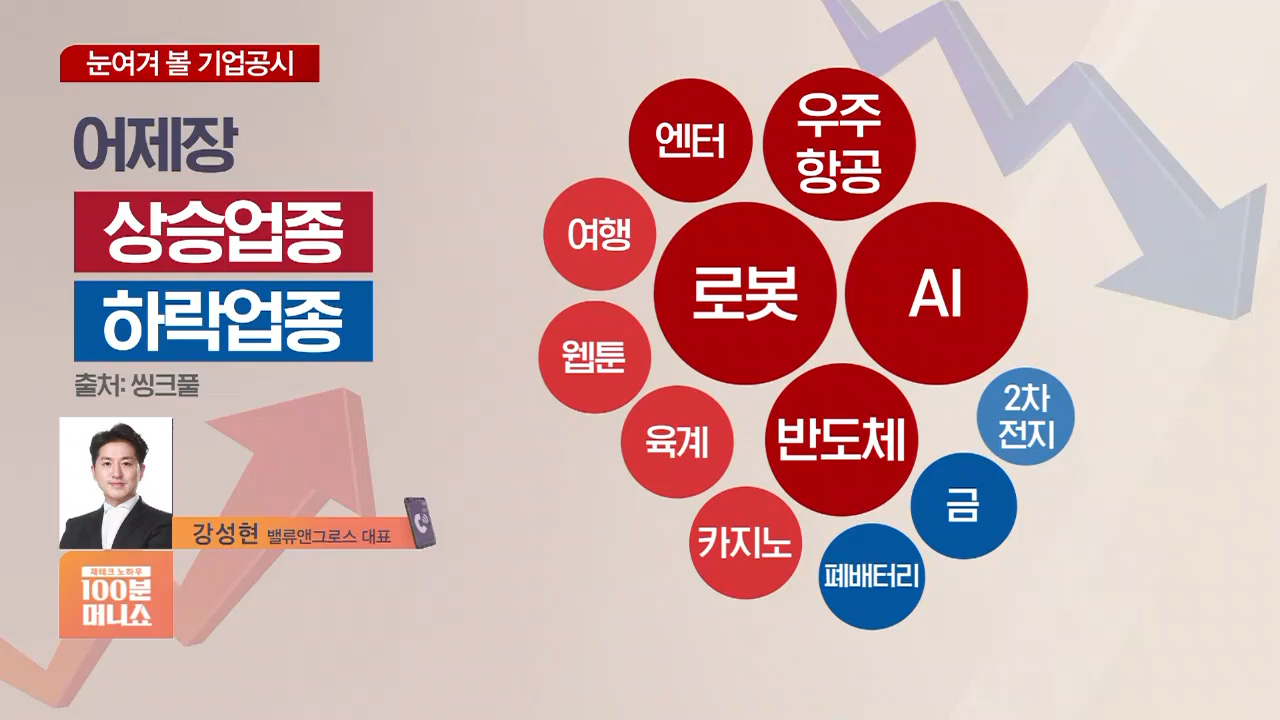 눈여겨 볼 기업공시
어제장
상승업종
하락업종
출처: 씽크풀
강성현 밸류앤그로스 대표
재테크 노하우
100분
머니쇼
엔터
우주
항공
여행
로봇
AI
웹툰
육계
반도체
2차
전지
금
카지노
폐배터리